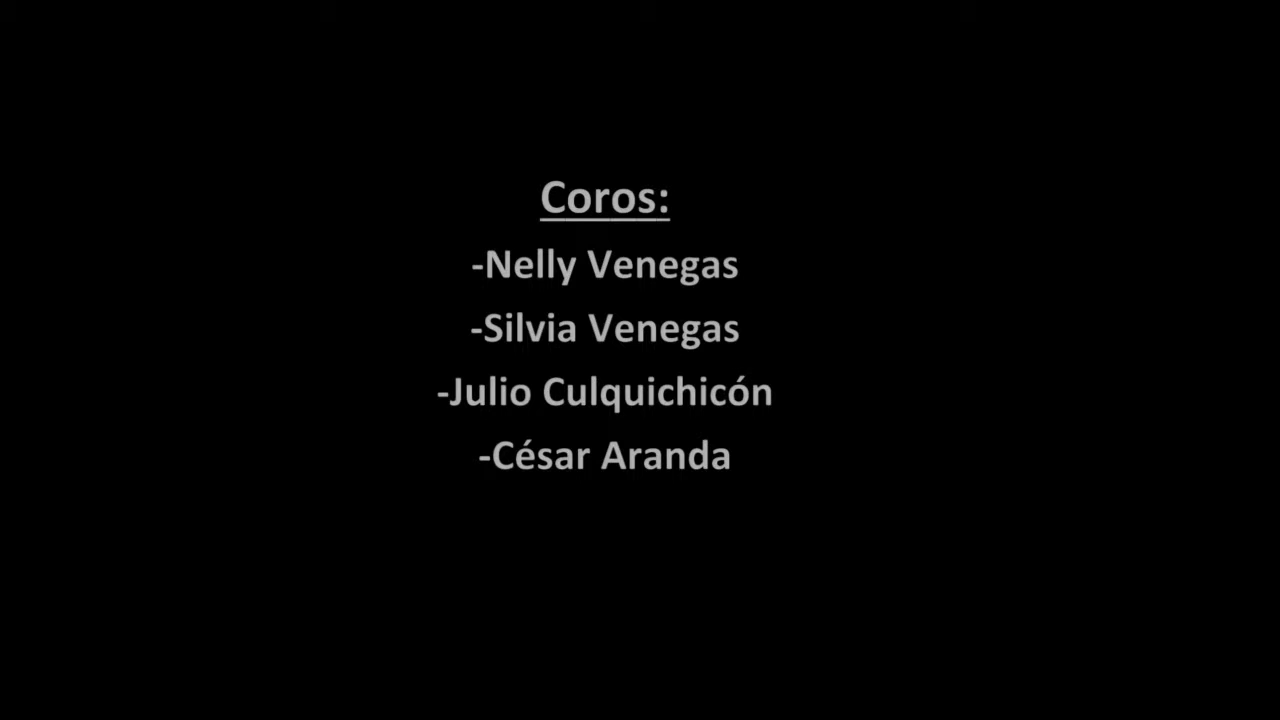 Coros:
-Nelly Venegas
-Silvia Venegas
-Julio Culquichicón
-César Aranda